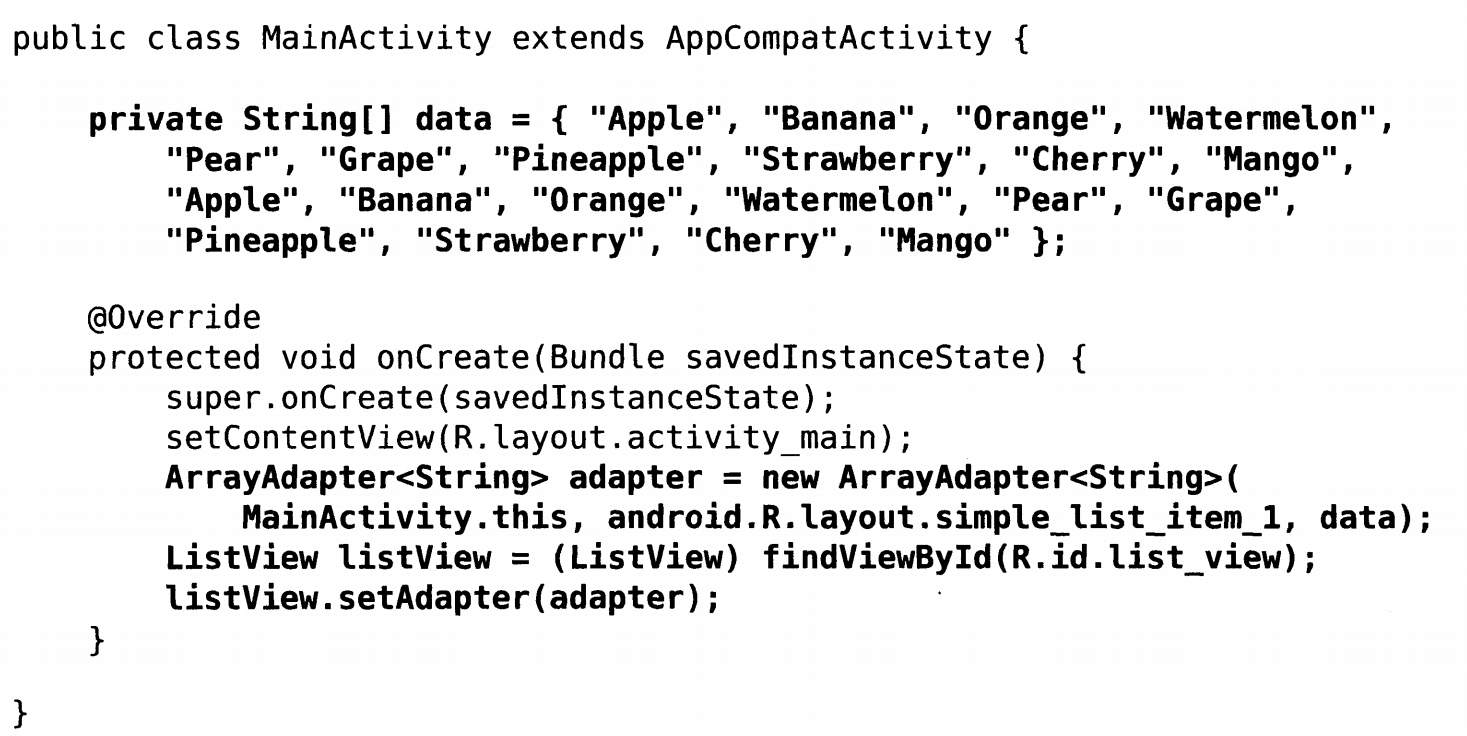 public class MainActivity extends AppCompatActivity {
private String[] data = { "Apple", "Banana", "Orange", "Watermelon",
"Pear", "Grape", "Pineapple", "Strawberry", "Cherry", "Mango",
"Apple", "Banana", "Orange", "Watermelon", "Pear", "Grape",
"Pineapple", "Strawberry", "Cherry", "Mango" };
@Override
protected void onCreate(Bundle savedInstanceState) {
super.onCreate(savedInstanceState);
setContentView(R.layout.activity_main);
ArrayAdapter<String> adapter = new ArrayAdapter<String>(
MainActivity.this, android.R.layout.simple_list_item_1, data);
ListView listView = (ListView) findViewById(R.id.list_view);
listView.setAdapter(adapter);
}
}